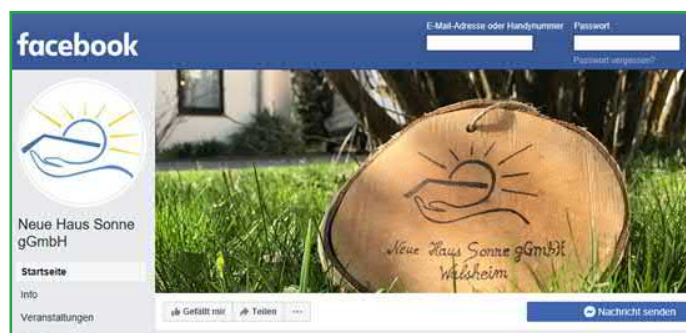 facebook
E-Mail-Adresse oder Handynummer
Passwort
Passwort vergessen?
Neue Haus Sonne
gGmbH
Startseite
Info
Veranstaltungen
Neue Haus Sonne gGmbH
Walsheim
Gefällt mir
Teilen
Nachricht senden